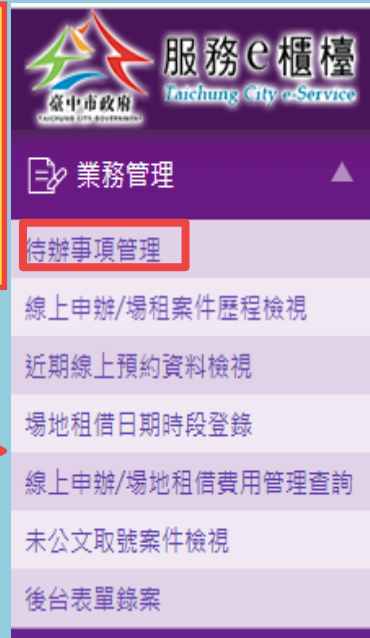 服務e櫃檯
Taichung City e-Service
臺中市政府
TAICHUNG CITY GOVERNMENT
業務管理
待辦事項管理
線上申辦/場租案件歷程檢視
近期線上預約資料檢視
場地租借日期時段登錄
線上申辦/場地租借費用管理查詢
未公文取號案件檢視
後台表單錄案